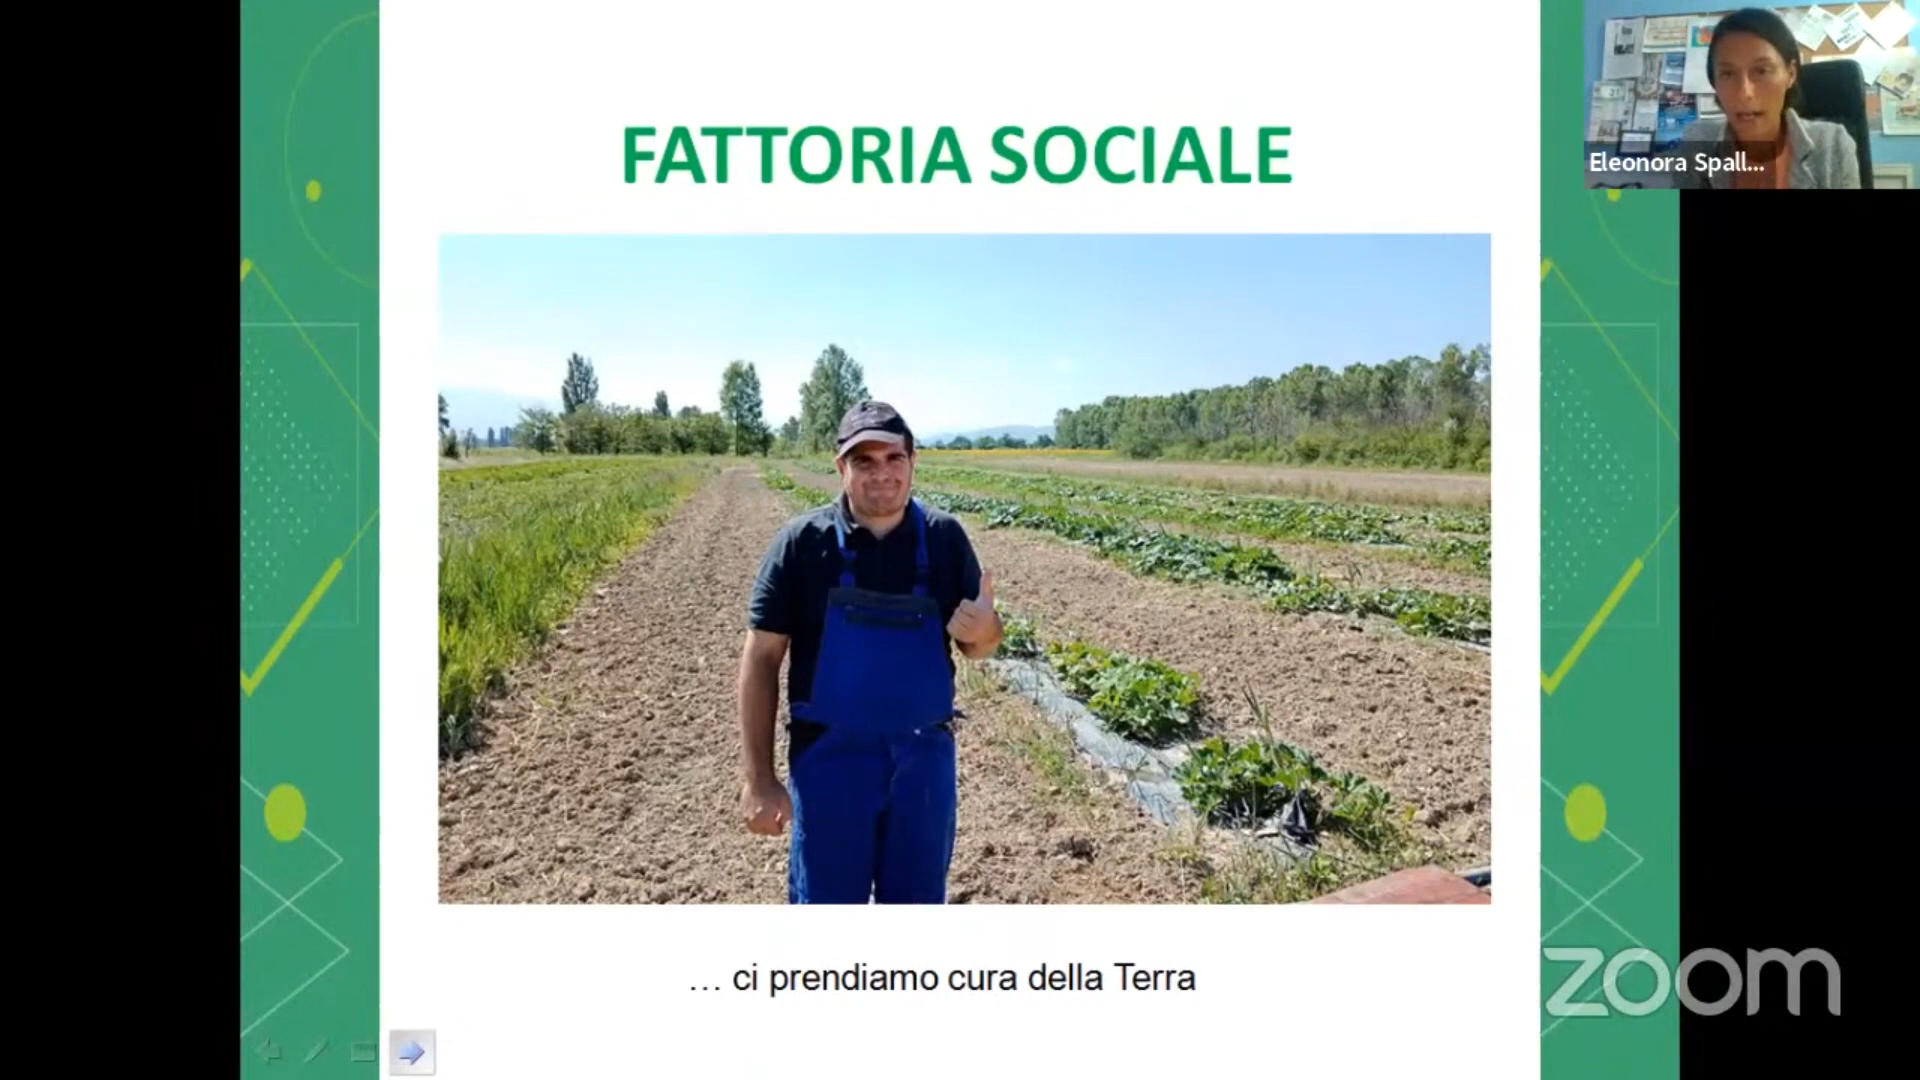 FATTORIA SOCIALE
Eleonora Spall...
... ci prendiamo cura della Terra
zoom